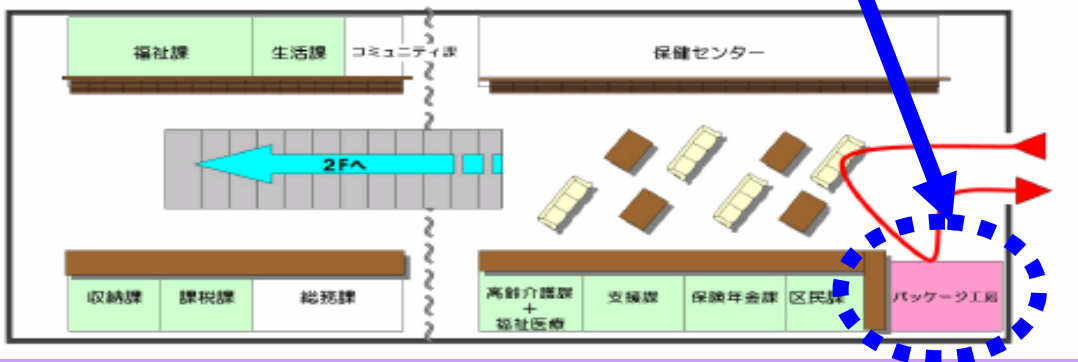 福祉課
生活課
コミュニティ課
保健センター
2Fへ
収納課
課税課
総務課
高齢介護課
+
福祉医療
支援課
保険年金課
区民課
パッケージ工房